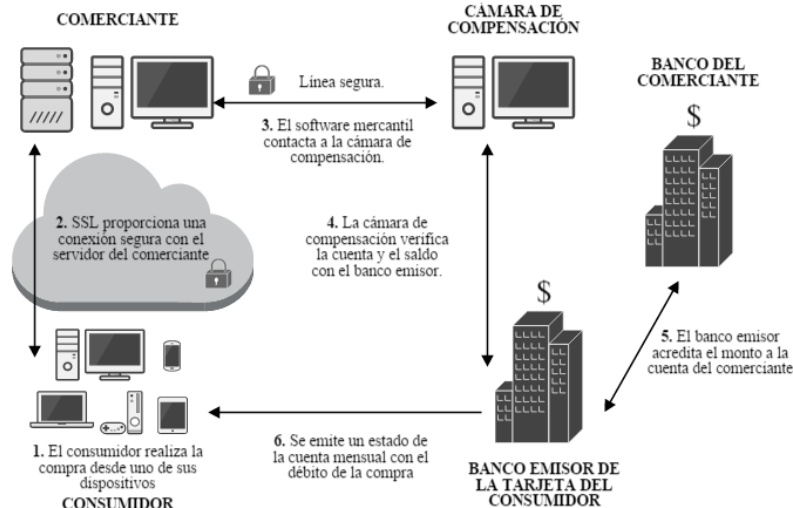 COMERCIANTE
CÁMARA DE
COMPENSACIÓN
BANCO DEL
COMERCIANTE
$
Línea segura.
3. El software mercantil
contacta a la cámara de
compensación.
2. SSL proporciona una
conexión segura con el
servidor del comerciante
4. La cámara de
compensación verifica
la cuenta y el saldo
con el banco emisor.
$
5. El banco emisor
acredita el monto a la
cuenta del comerciante
1. El consumidor realiza la
compra desde uno de sus
dispositivos
CONSUMIDOR
6. Se emite un estado de
la cuenta mensual con el
débito de la compra
BANCO EMISOR DE
LA TARJETA DEL
CONSUMIDOR